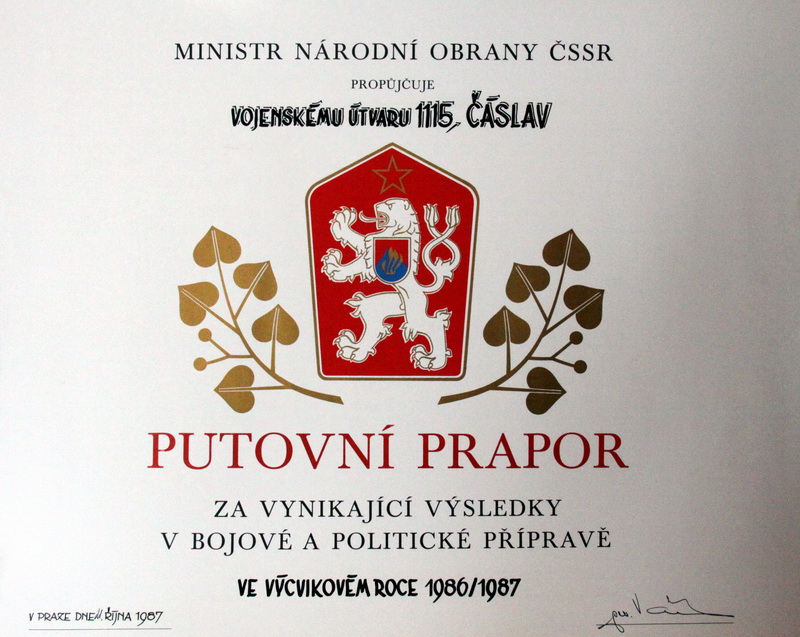 MINISTR NÁRODNÍ OBRANY ČSSR
PROPŮJČUJE
VOJENSKÉMU ÚTVARU 1115, ČÁSLAV
PUTOVNÍ PRAPOR
ZA VYNIKAJÍCÍ VÝSLEDKY
V BOJOVÉ A POLITICKÉ PŘÍPRAVĚ
VE VÝCVIKOVÉM ROCE 1986/1987
V PRAZE DNE ŘÍJNA 1987